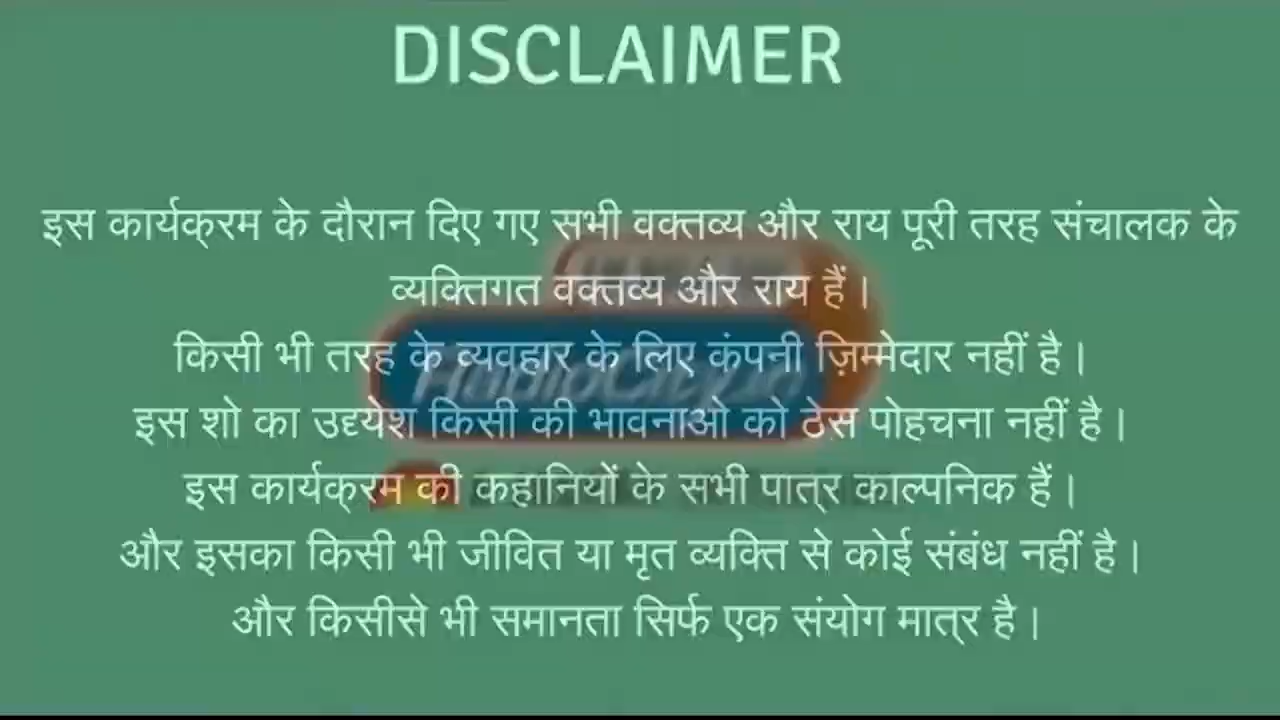 DISCLAIMER
इस कार्यक्रम के दौरान दिए गए सभी वक्तव्य और राय पूरी तरह संचालक के
व्यक्तिगत वक्तव्य और राय हैं।
किसी भी तरह के व्यवहार के लिए कंपनी ज़िम्मेदार नहीं है।
इस शो का उद्द्येश किसी की भावनाओ को ठेस पोहचना नहीं है।
इस कार्यक्रम की कहानियों के सभी पात्र काल्पनिक हैं।
और इसका किसी भी जीवित या मृत व्यक्ति से कोई संबंध नहीं है।
और किसीसे भी समानता सिर्फ एक संयोग मात्र है।